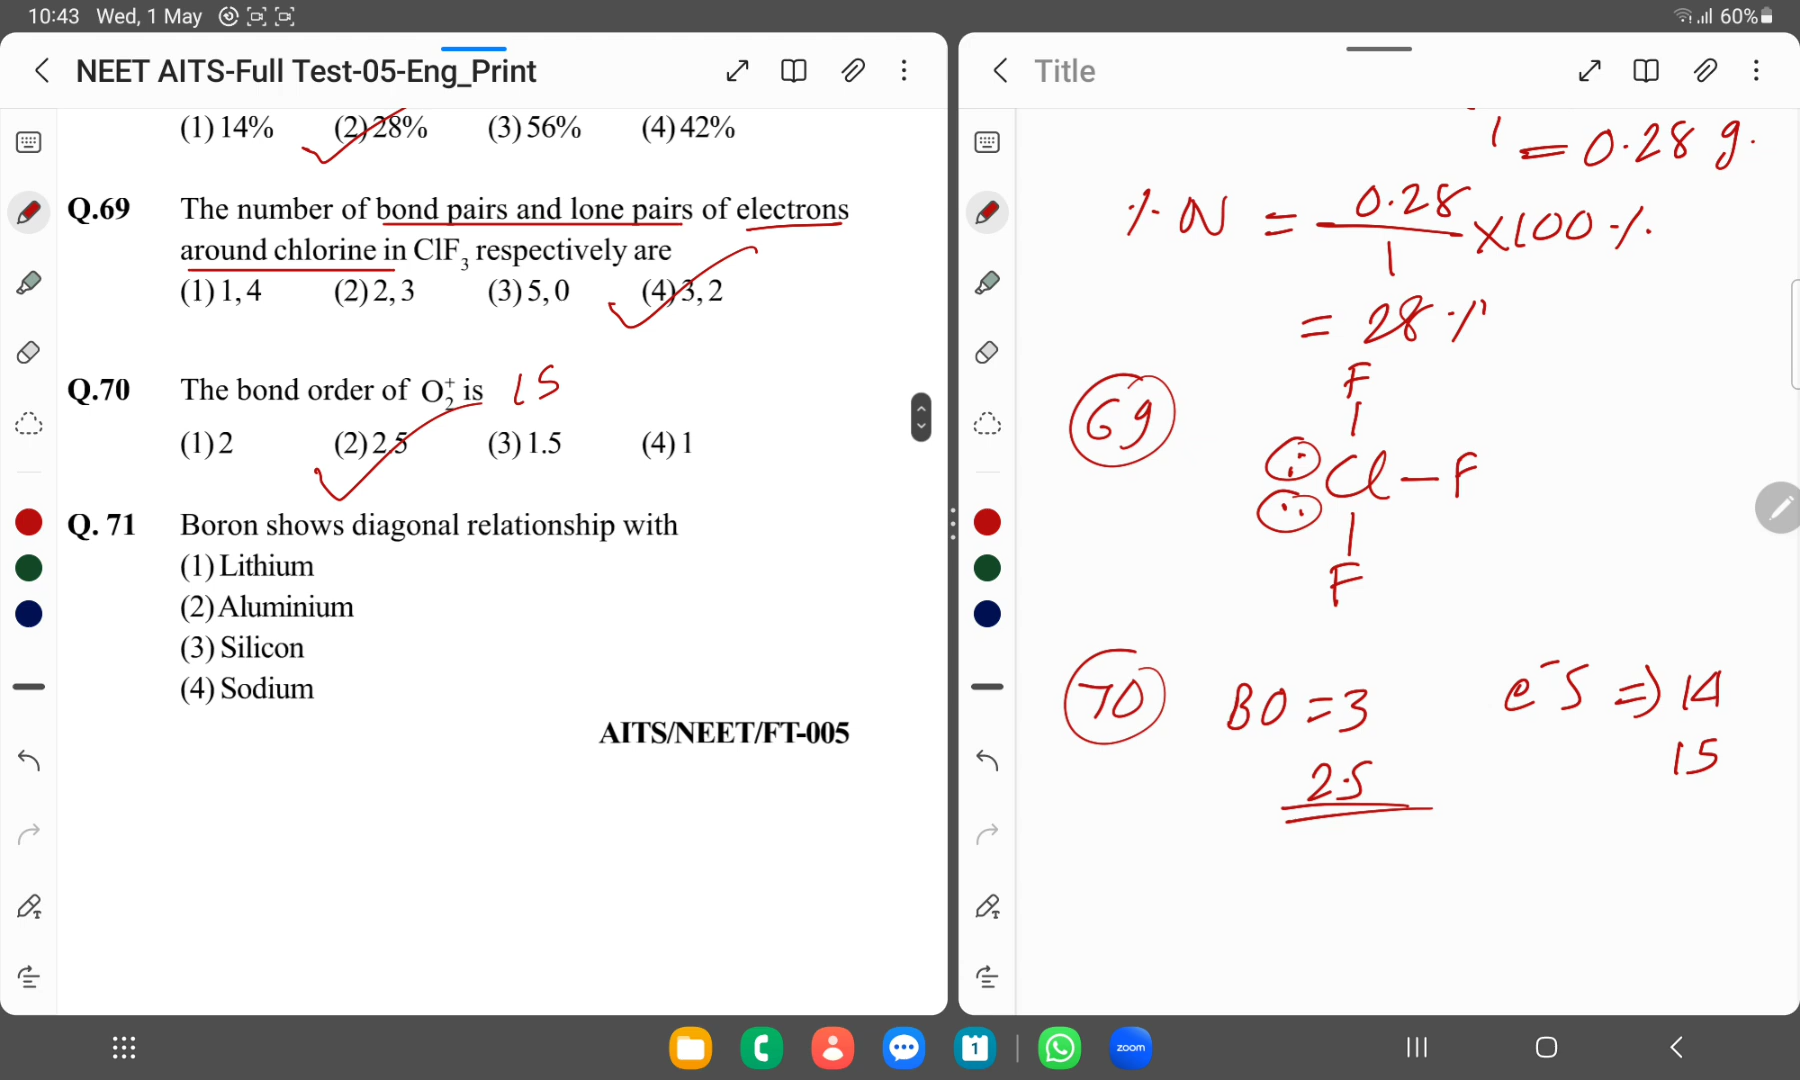 10:43 Wed, 1 May
60%
NEET AITS-Full Test-05-Eng_Print
(1) 14% (2) 28% (3) 56% (4) 42%
Q.69 The number of bond pairs and lone pairs of electrons
around chlorine in ClF₃ respectively are
(1) 1, 4 (2) 2, 3 (3) 5, 0 (4) 3, 2
Q.70 The bond order of O₂⁺ is 15
(1) 2 (2) 2.5 (3) 1.5 (4) 1
Q. 71 Boron shows diagonal relationship with
(1) Lithium
(2) Aluminium
(3) Silicon
(4) Sodium
AITS/NEET/FT-005
Title
1 = 0.28 g.
% N = 0.28/1 × 100 %
= 28 %
69
F
: Cl – F
..
F
70 BO = 3 e⁻s ⇒ 14
2.5 15
1
zoom